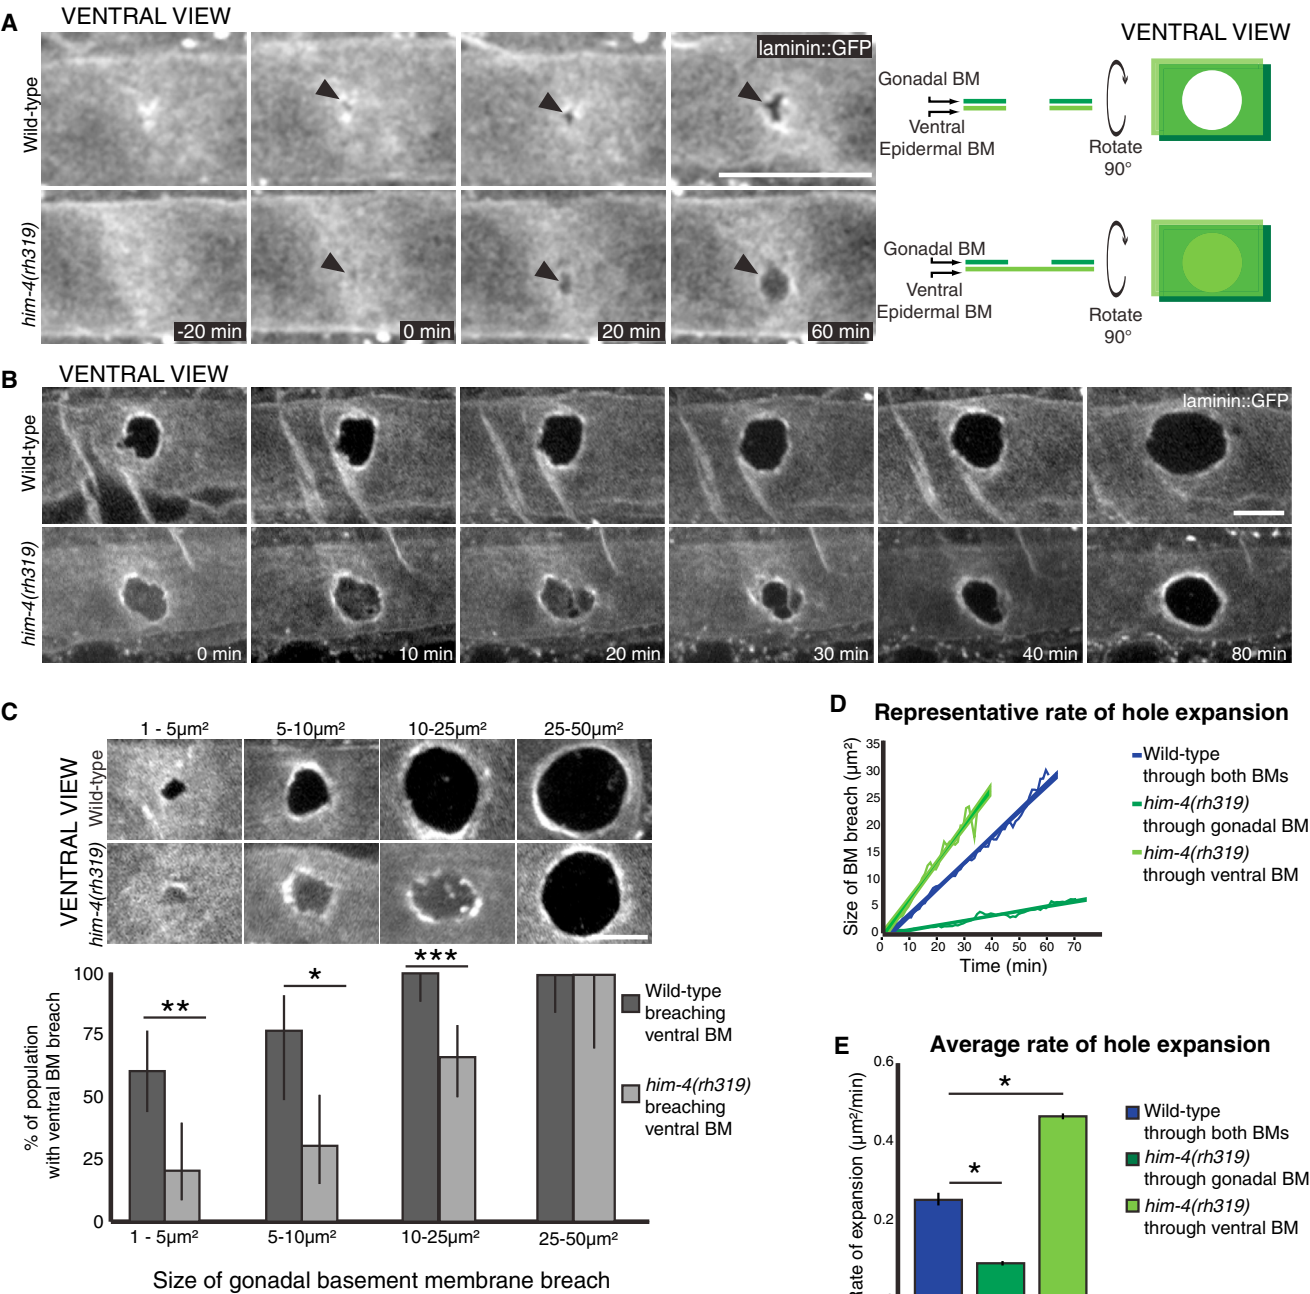 A
VENTRAL VIEW
VENTRAL VIEW
Wild-type
laminin::GFP
Gonadal BM
Ventral
Epidermal BM
Rotate
90°
him-4(rh319)
-20 min
0 min
20 min
60 min
Gonadal BM
Ventral
Epidermal BM
Rotate
90°
B
VENTRAL VIEW
Wild-type
laminin::GFP
him-4(rh319)
0 min
10 min
20 min
30 min
40 min
80 min
C
1 - 5µm²
5-10µm²
10-25µm²
25-50µm²
VENTRAL VIEW
Wild-type
him-4(rh319)
% of population
with ventral BM breach
100
75
50
25
0
**
*
***
1 - 5µm²
5-10µm²
10-25µm²
25-50µm²
Size of gonadal basement membrane breach
Wild-type
breaching
ventral BM
him-4(rh319)
breaching
ventral BM
D
Representative rate of hole expansion
Size of BM breach (µm²)
35
30
25
20
15
10
5
0
0 10 20 30 40 50 60 70
Time (min)
Wild-type
through both BMs
him-4(rh319)
through gonadal BM
him-4(rh319)
through ventral BM
E
Average rate of hole expansion
Rate of expansion (µm²/min)
0.6
0.4
0.2
*
*
Wild-type
through both BMs
him-4(rh319)
through gonadal BM
him-4(rh319)
through ventral BM